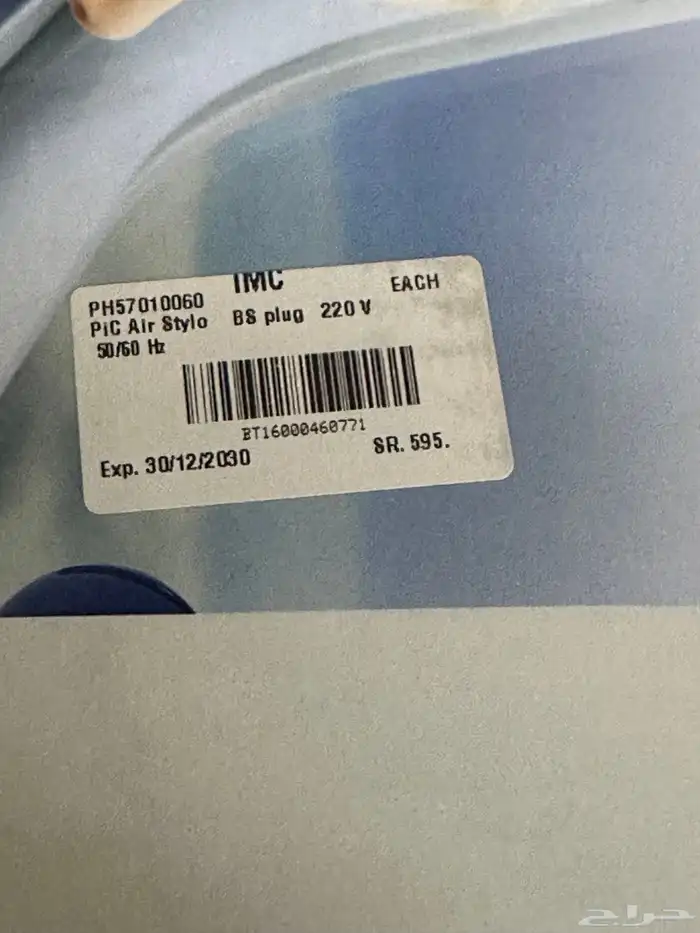 IMC
EACH
PH57010060
PiC Air Stylo BS plug 220 V
50/60 Hz
BT16000460771
Exp. 30/12/2030
SR. 595.
حراج